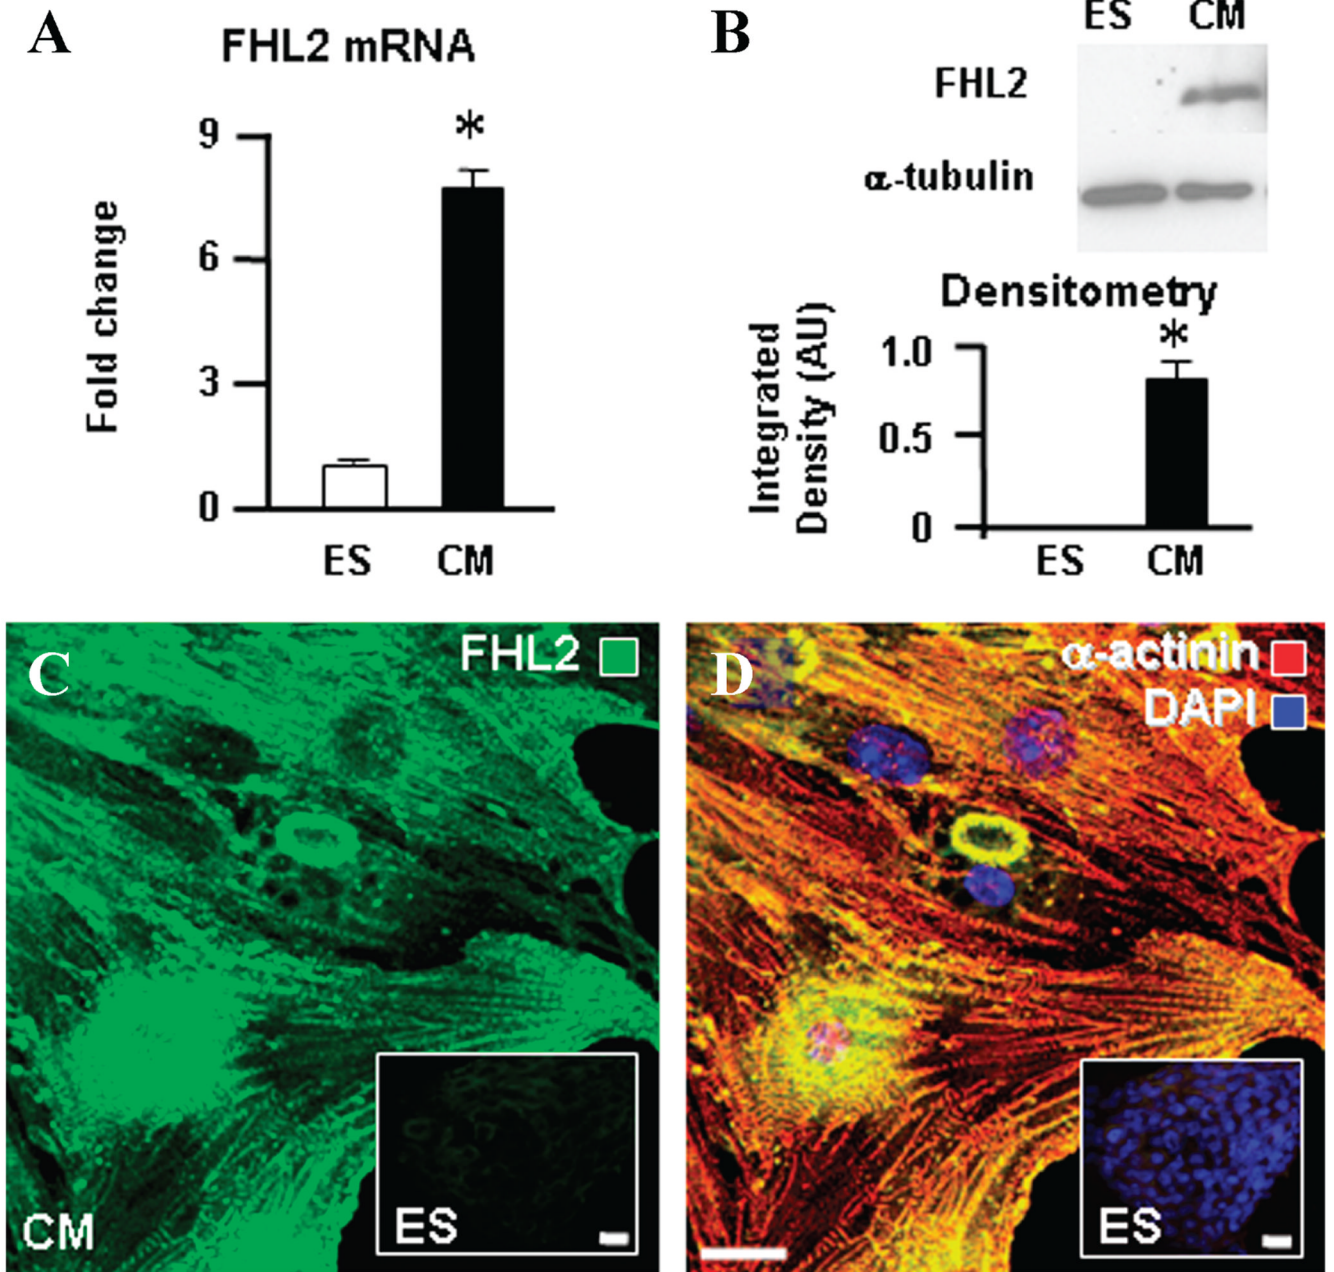 A
FHL2 mRNA
Fold change
9
6
3
0
*
ES CM
B
ES CM
FHL2
α-tubulin
Densitometry
Integrated
Density (AU)
1.0
0.5
0
*
ES CM
C
FHL2
CM
ES
D
α-actinin
DAPI
ES